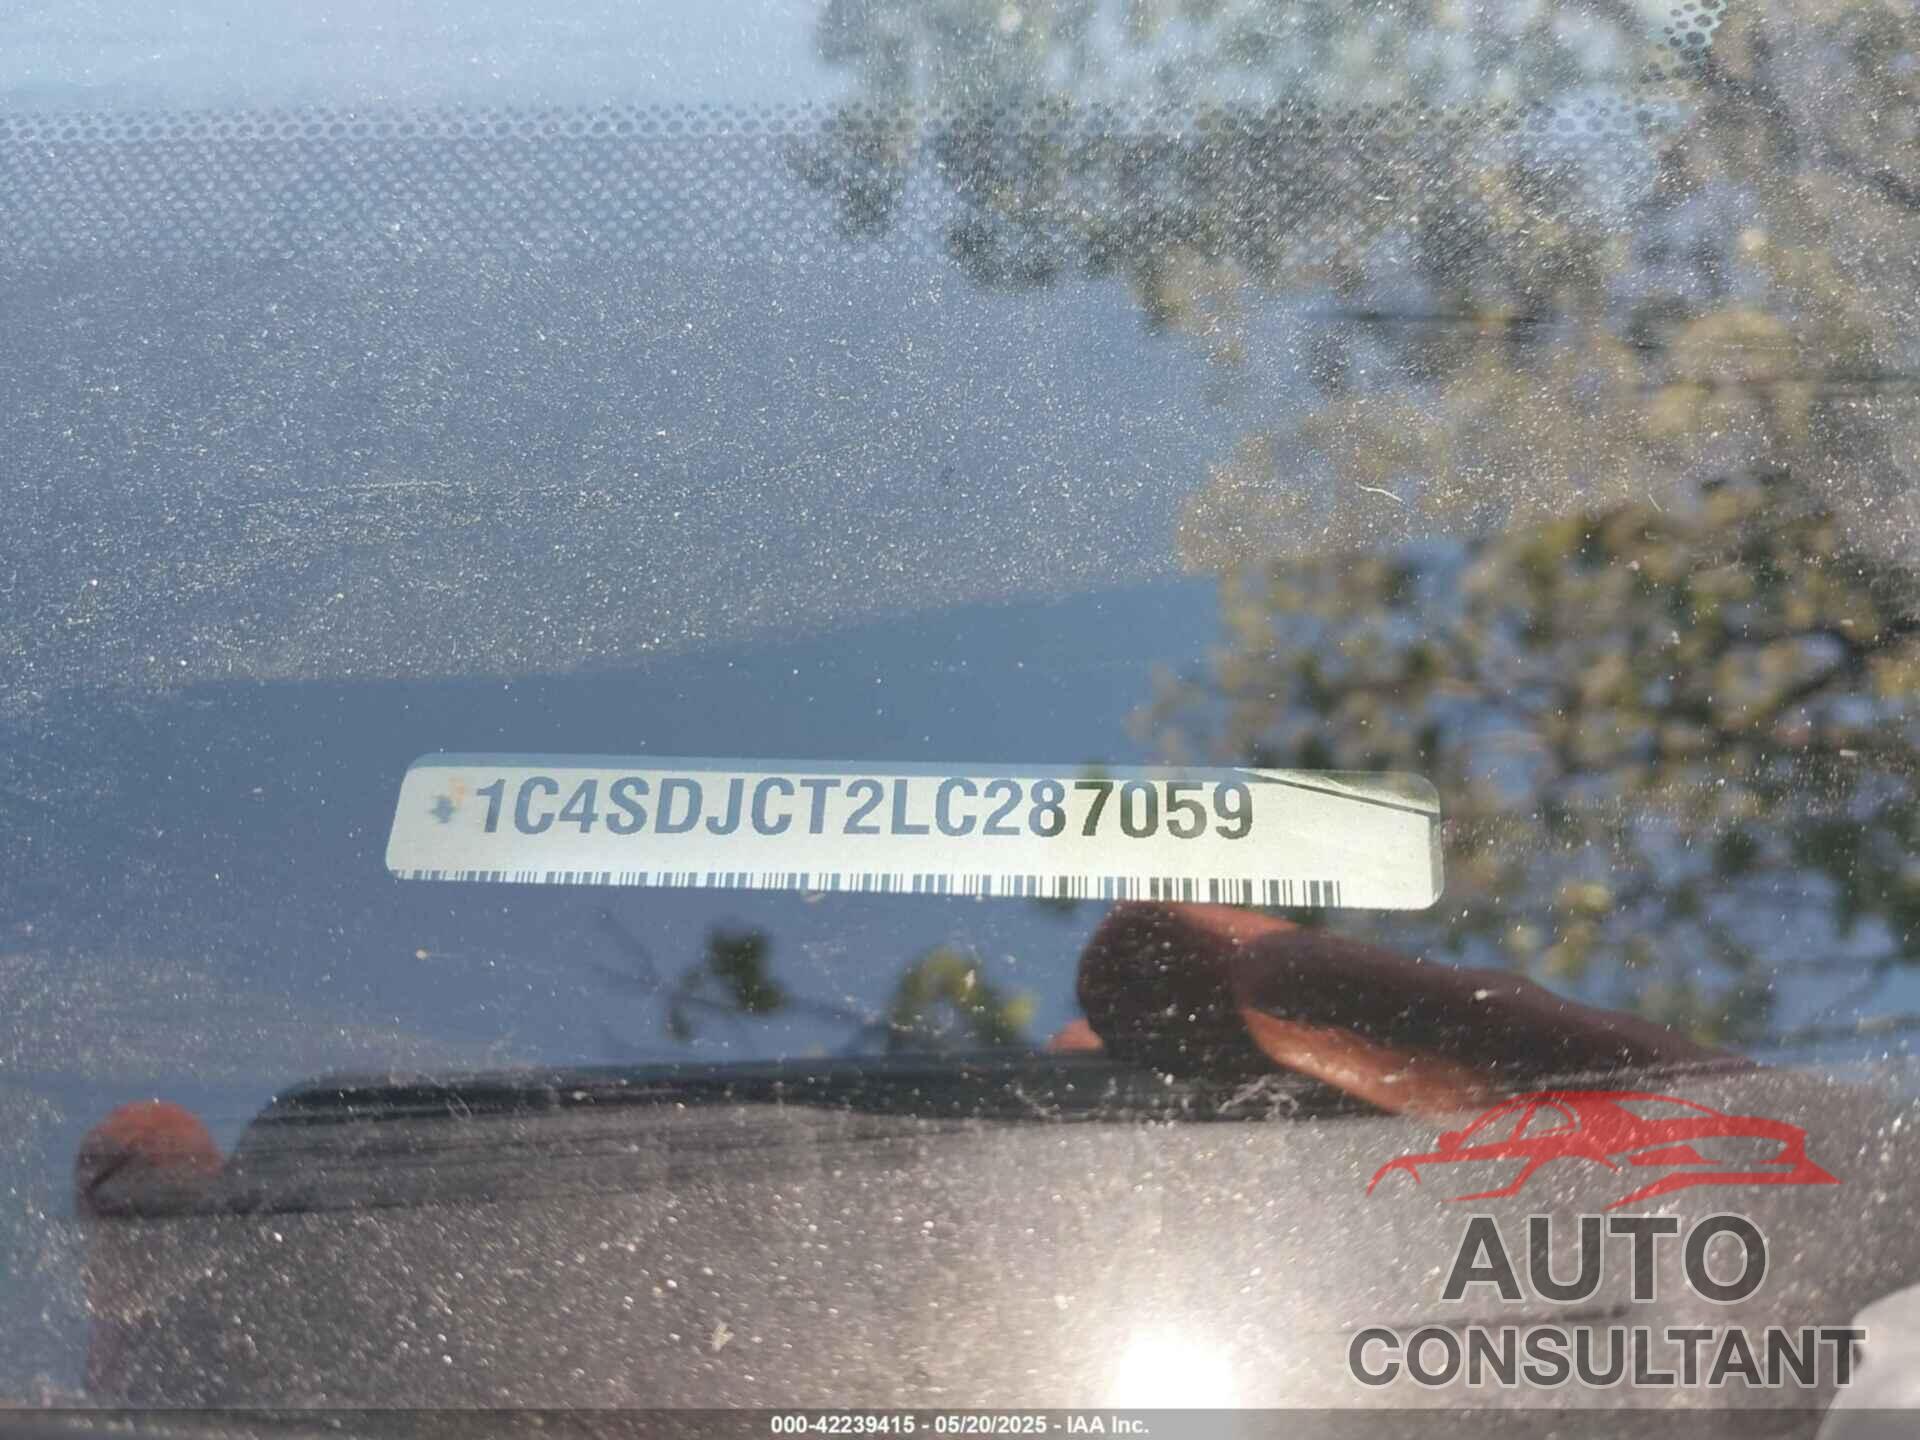 1C4SDJCT2LC287059
AUTO
CONSULTANT
000-42239415 - 05/20/2025 - IAA Inc.